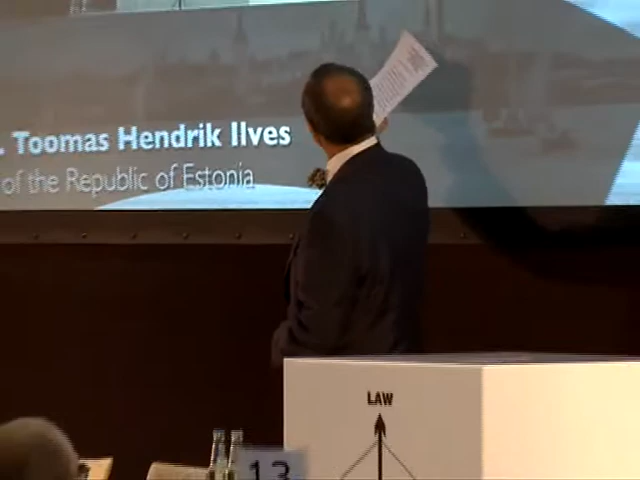 . Toomas Hendrik Ilves
of the Republic of Estonia
LAW
13